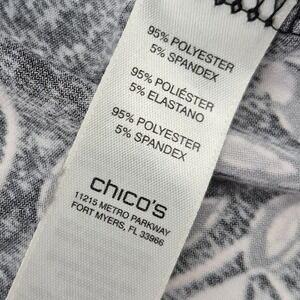 95% POLYESTER
5% SPANDEX
95% POLIÉSTER
5% ELASTANO
95% POLYESTER
5% SPANDEX
chico's
11215 METRO PARKWAY
FORT MYERS, FL 33966